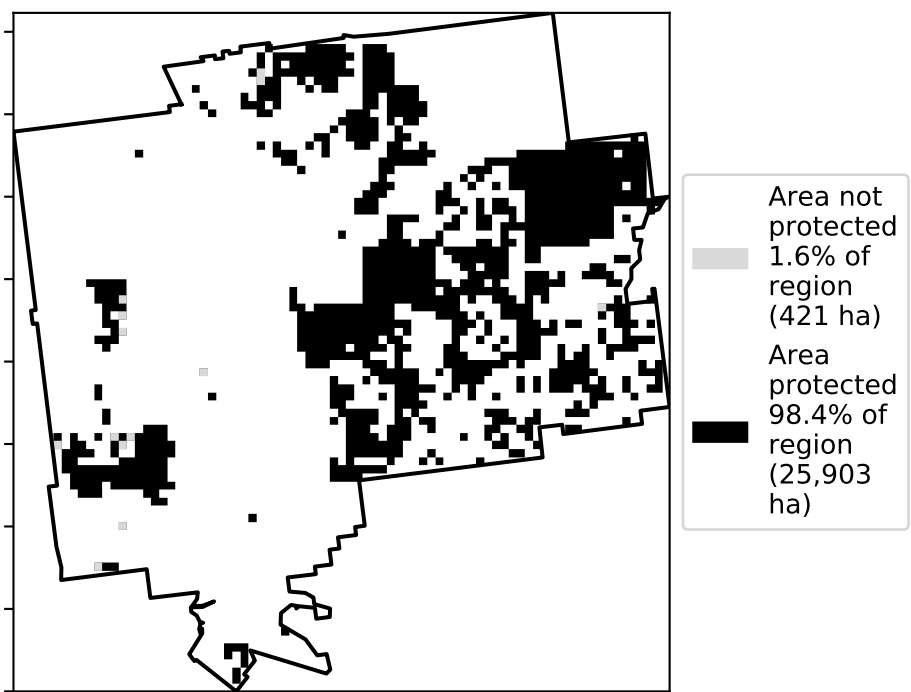 Area not
protected
1.6% of
region
(421 ha)
Area
protected
98.4% of
region
(25,903
ha)